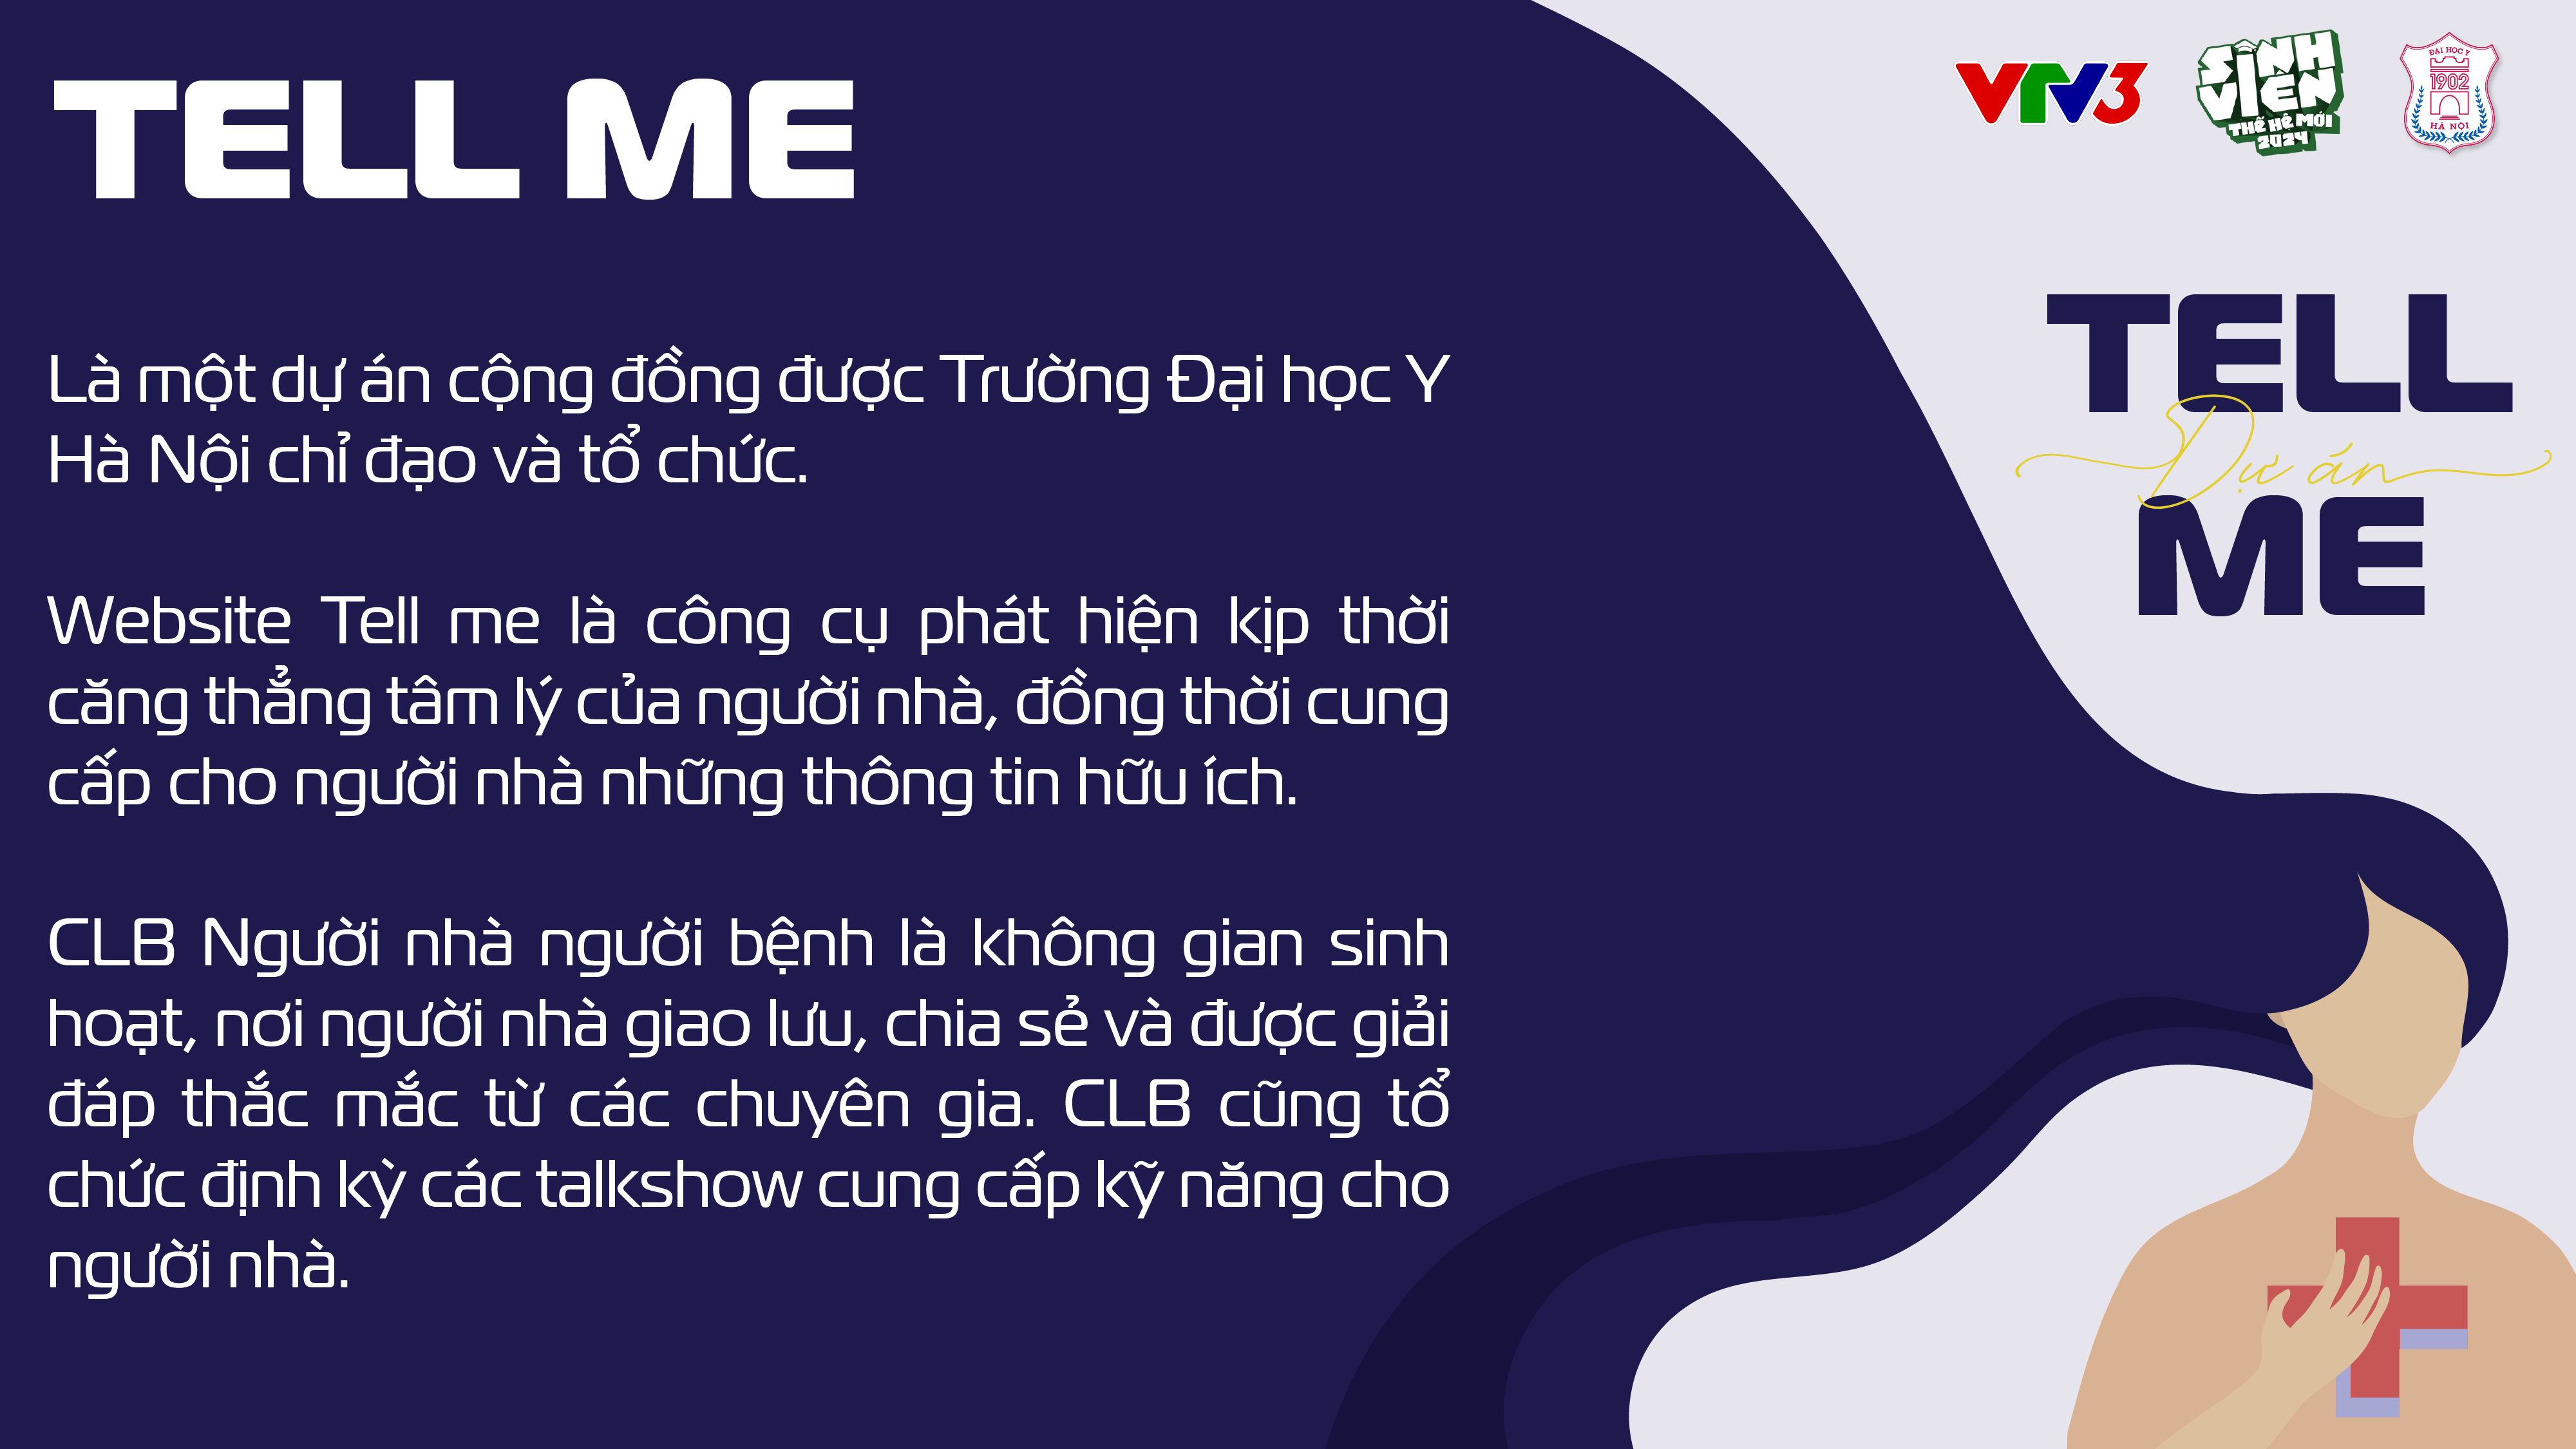 TELL ME
Là một dự án cộng đồng được Trường Đại học Y
Hà Nội chỉ đạo và tổ chức.
Website Tell me là công cụ phát hiện kịp thời
căng thẳng tâm lý của người nhà, đồng thời cung
cấp cho người nhà những thông tin hữu ích.
CLB Người nhà người bệnh là không gian sinh
hoạt, nơi người nhà giao lưu, chia sẻ và được giải
đáp thắc mắc từ các chuyên gia. CLB cũng tổ
chức định kỳ các talkshow cung cấp kỹ năng cho
người nhà.
VTV3
SINH
VIÊN
THẾ HỆ MỚI
2024
ĐẠI HỌC Y
1902
HÀ NỘI
TELL
Dự án
ME